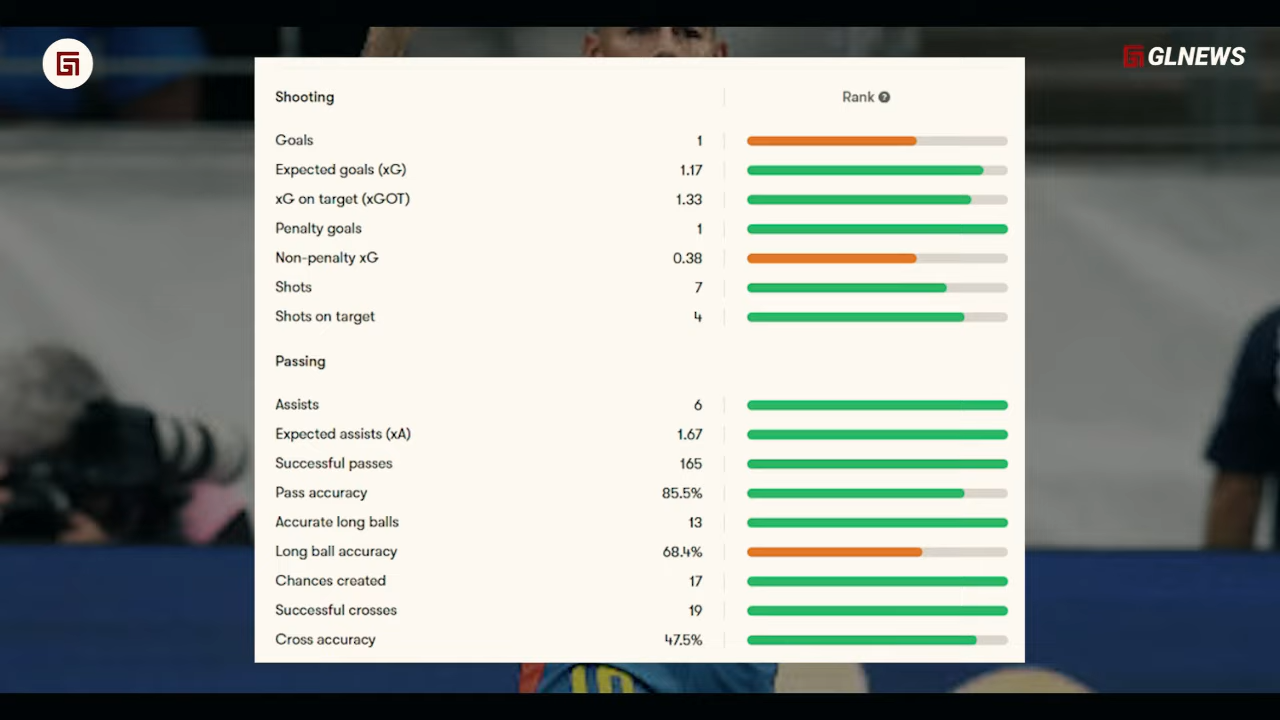 GLNEWS
Shooting Rank ?
Goals 1
Expected goals (xG) 1.17
xG on target (xGOT) 1.33
Penalty goals 1
Non-penalty xG 0.38
Shots 7
Shots on target 4
Passing
Assists 6
Expected assists (xA) 1.67
Successful passes 165
Pass accuracy 85.5%
Accurate long balls 13
Long ball accuracy 68.4%
Chances created 17
Successful crosses 19
Cross accuracy 47.5%
10